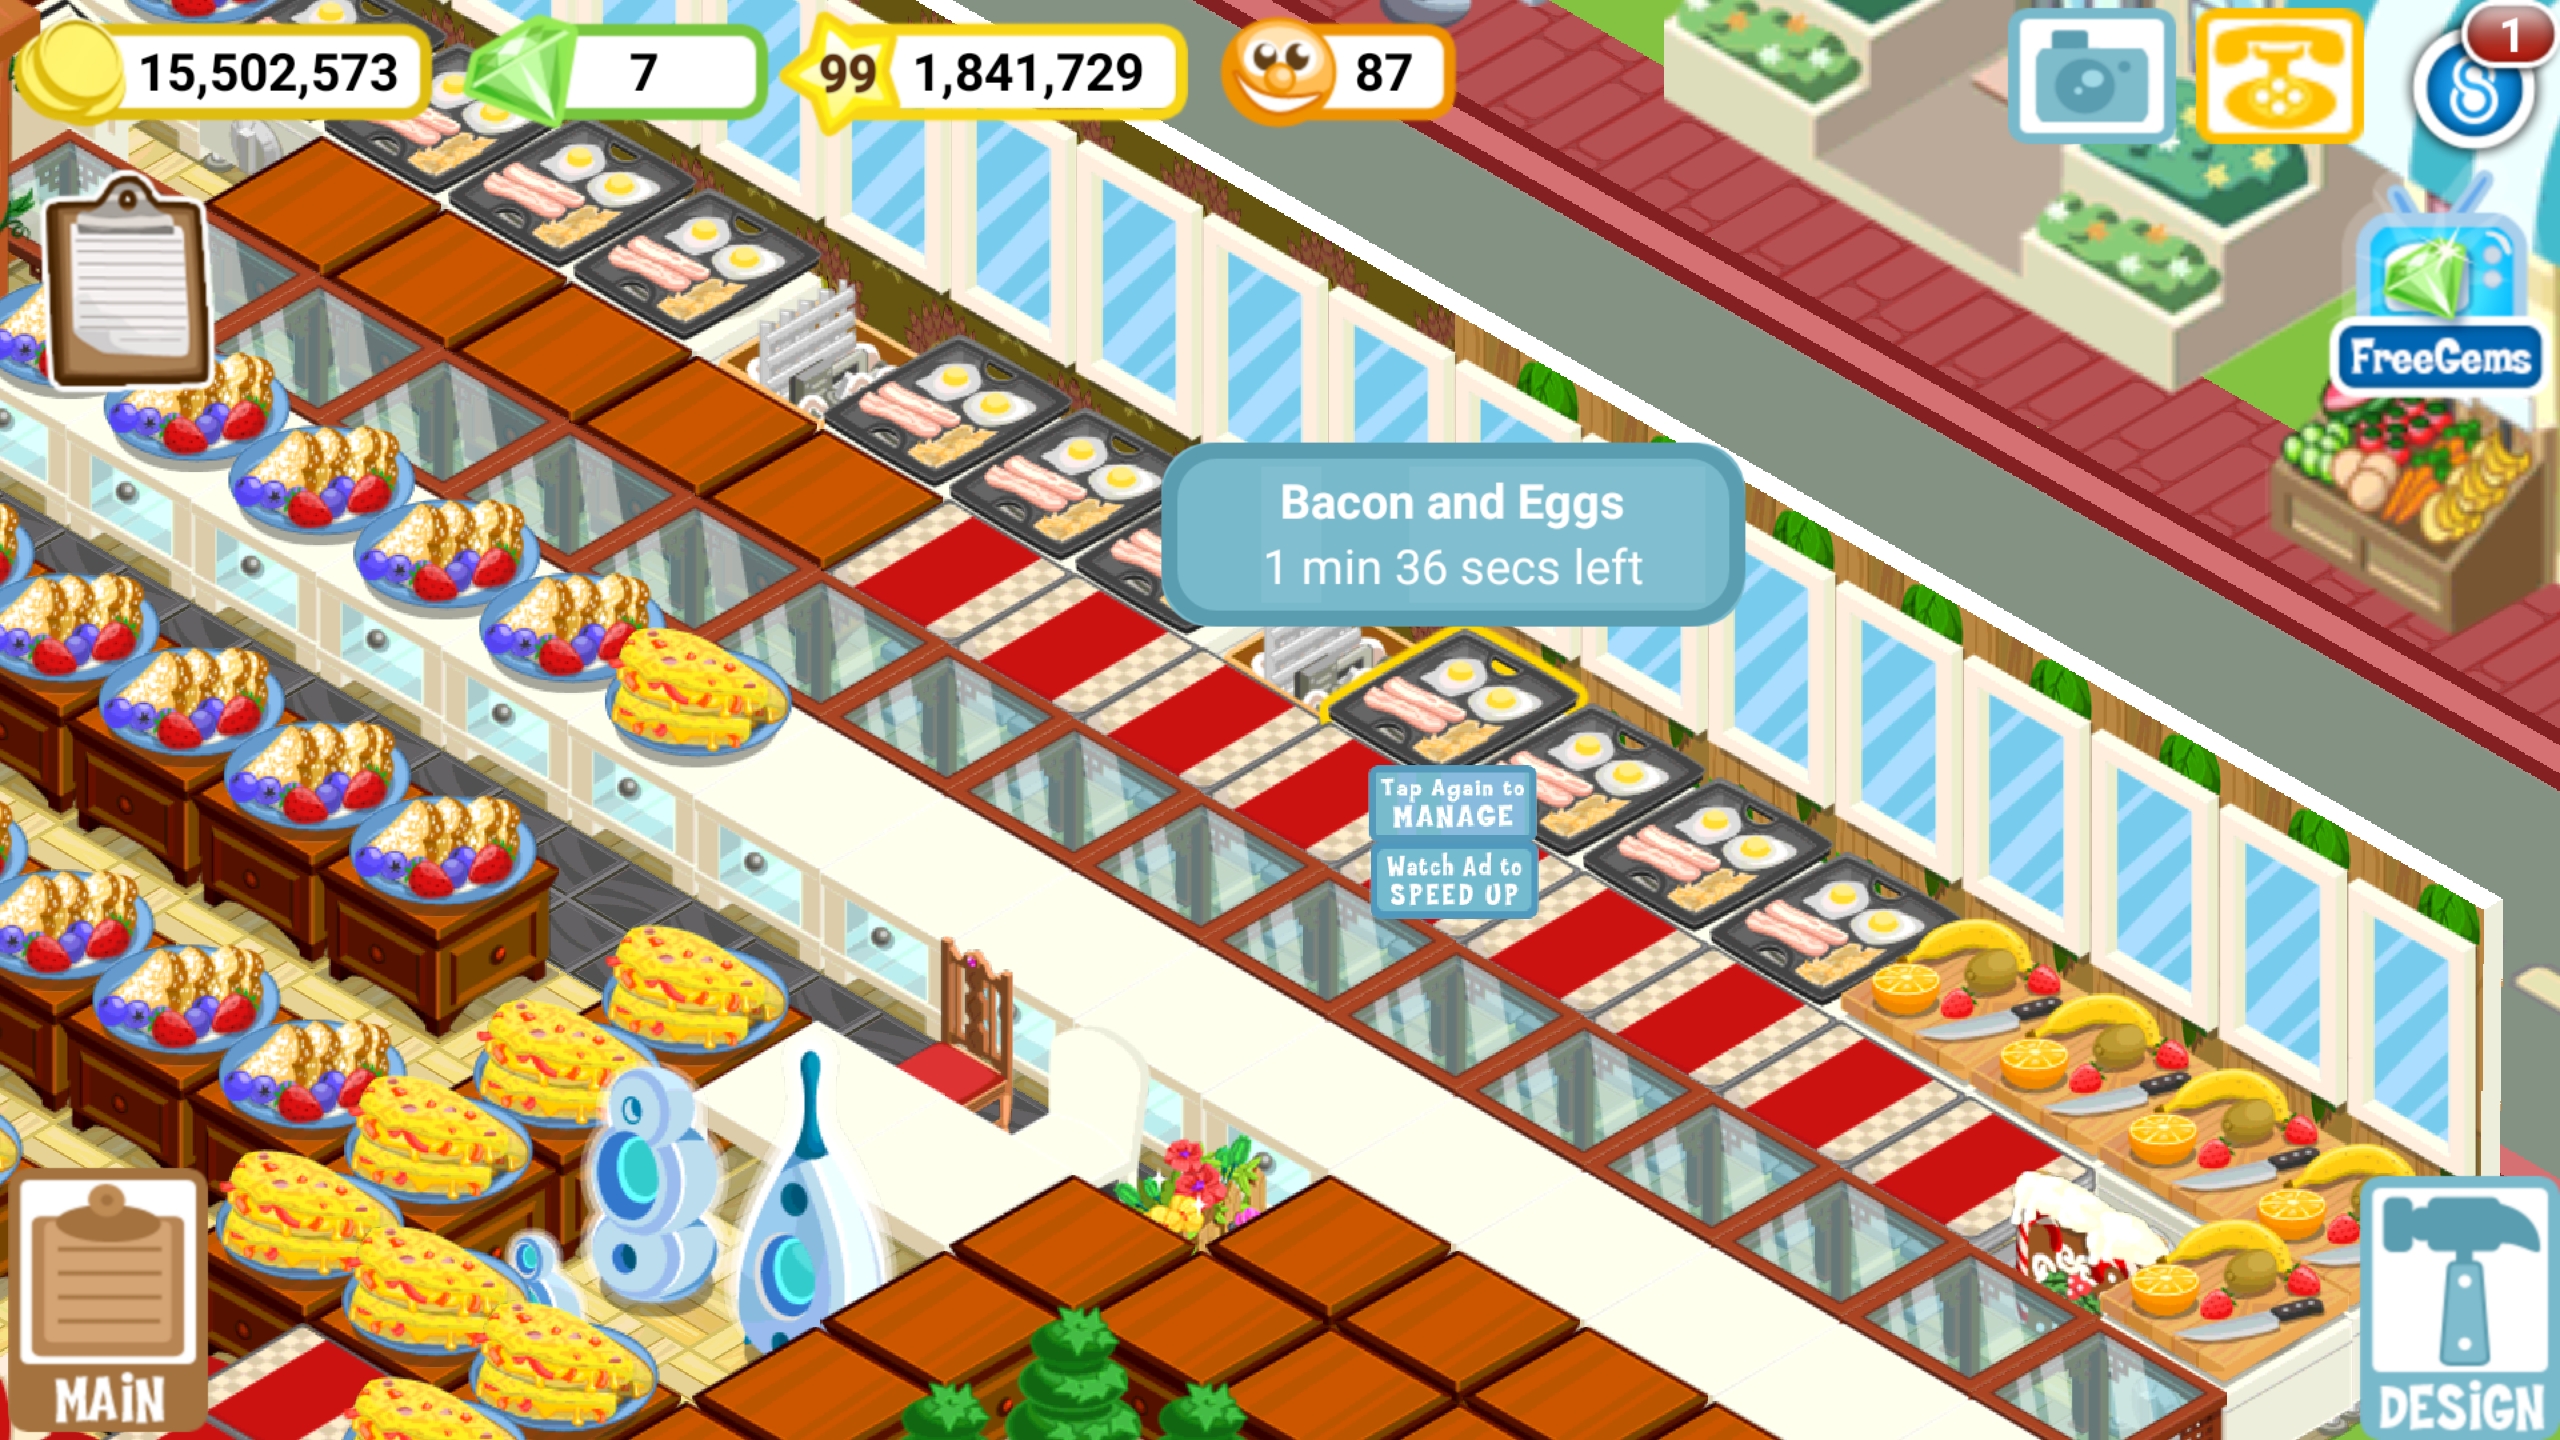 15,502,573
7
99
1,841,729
87
1
FreeGems
Bacon and Eggs
1 min 36 secs left
Tap Again to
MANAGE
Watch Ad to
SPEED UP
MAiN
DESiGN